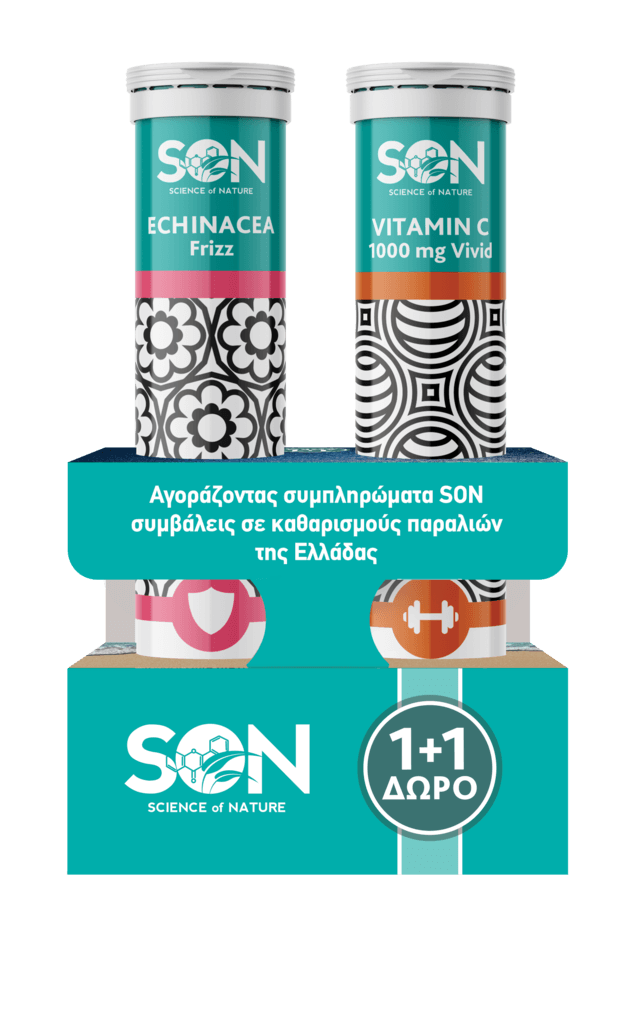 SON
SCIENCE of NATURE
ECHINACEA
Frizz
SON
SCIENCE of NATURE
VITAMIN C
1000 mg Vivid
Αγοράζοντας συμπληρώματα SON
συμβάλεις σε καθαρισμούς παραλιών
της Ελλάδας
SON
SCIENCE of NATURE
1+1
ΔΩΡΟ